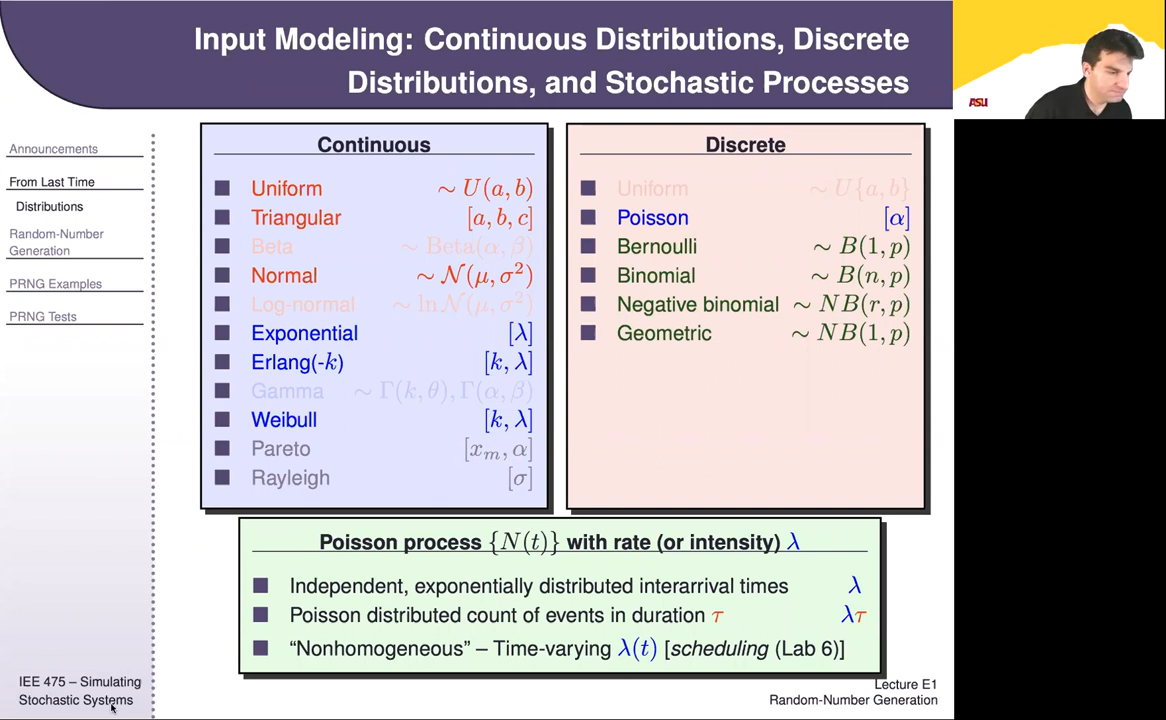 Input Modeling: Continuous Distributions, Discrete
Distributions, and Stochastic Processes
ASU
Announcements
From Last Time
Distributions
Random-Number
Generation
PRNG Examples
PRNG Tests
Continuous
Uniform ∼ U(a, b)
Triangular [a, b, c]
Beta ∼ Beta(α, β)
Normal ∼ N(μ, σ²)
Log-normal ∼ ln N(μ, σ²)
Exponential [λ]
Erlang(-k) [k, λ]
Gamma ∼ Γ(k, θ), Γ(α, β)
Weibull [k, λ]
Pareto [xₘ, α]
Rayleigh [σ]
Discrete
Uniform ∼ U{a, b}
Poisson [α]
Bernoulli ∼ B(1, p)
Binomial ∼ B(n, p)
Negative binomial ∼ NB(r, p)
Geometric ∼ NB(1, p)
Poisson process {N(t)} with rate (or intensity) λ
Independent, exponentially distributed interarrival times λ
Poisson distributed count of events in duration τ λτ
“Nonhomogeneous” – Time-varying λ(t) [scheduling (Lab 6)]
IEE 475 – Simulating
Stochastic Systems
Lecture E1
Random-Number Generation